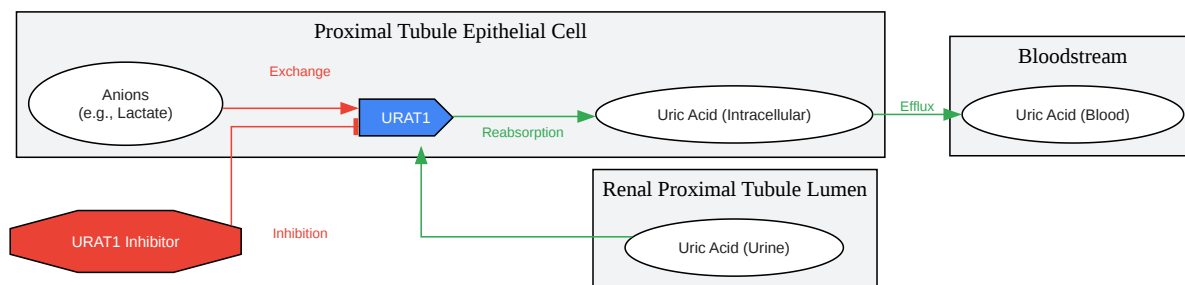 Proximal Tubule Epithelial Cell
Bloodstream
Exchange
Anions
(e.g., Lactate)
URAT1
Reabsorption
Uric Acid (Intracellular)
Efflux
Uric Acid (Blood)
Renal Proximal Tubule Lumen
URAT1 Inhibitor
Inhibition
Uric Acid (Urine)